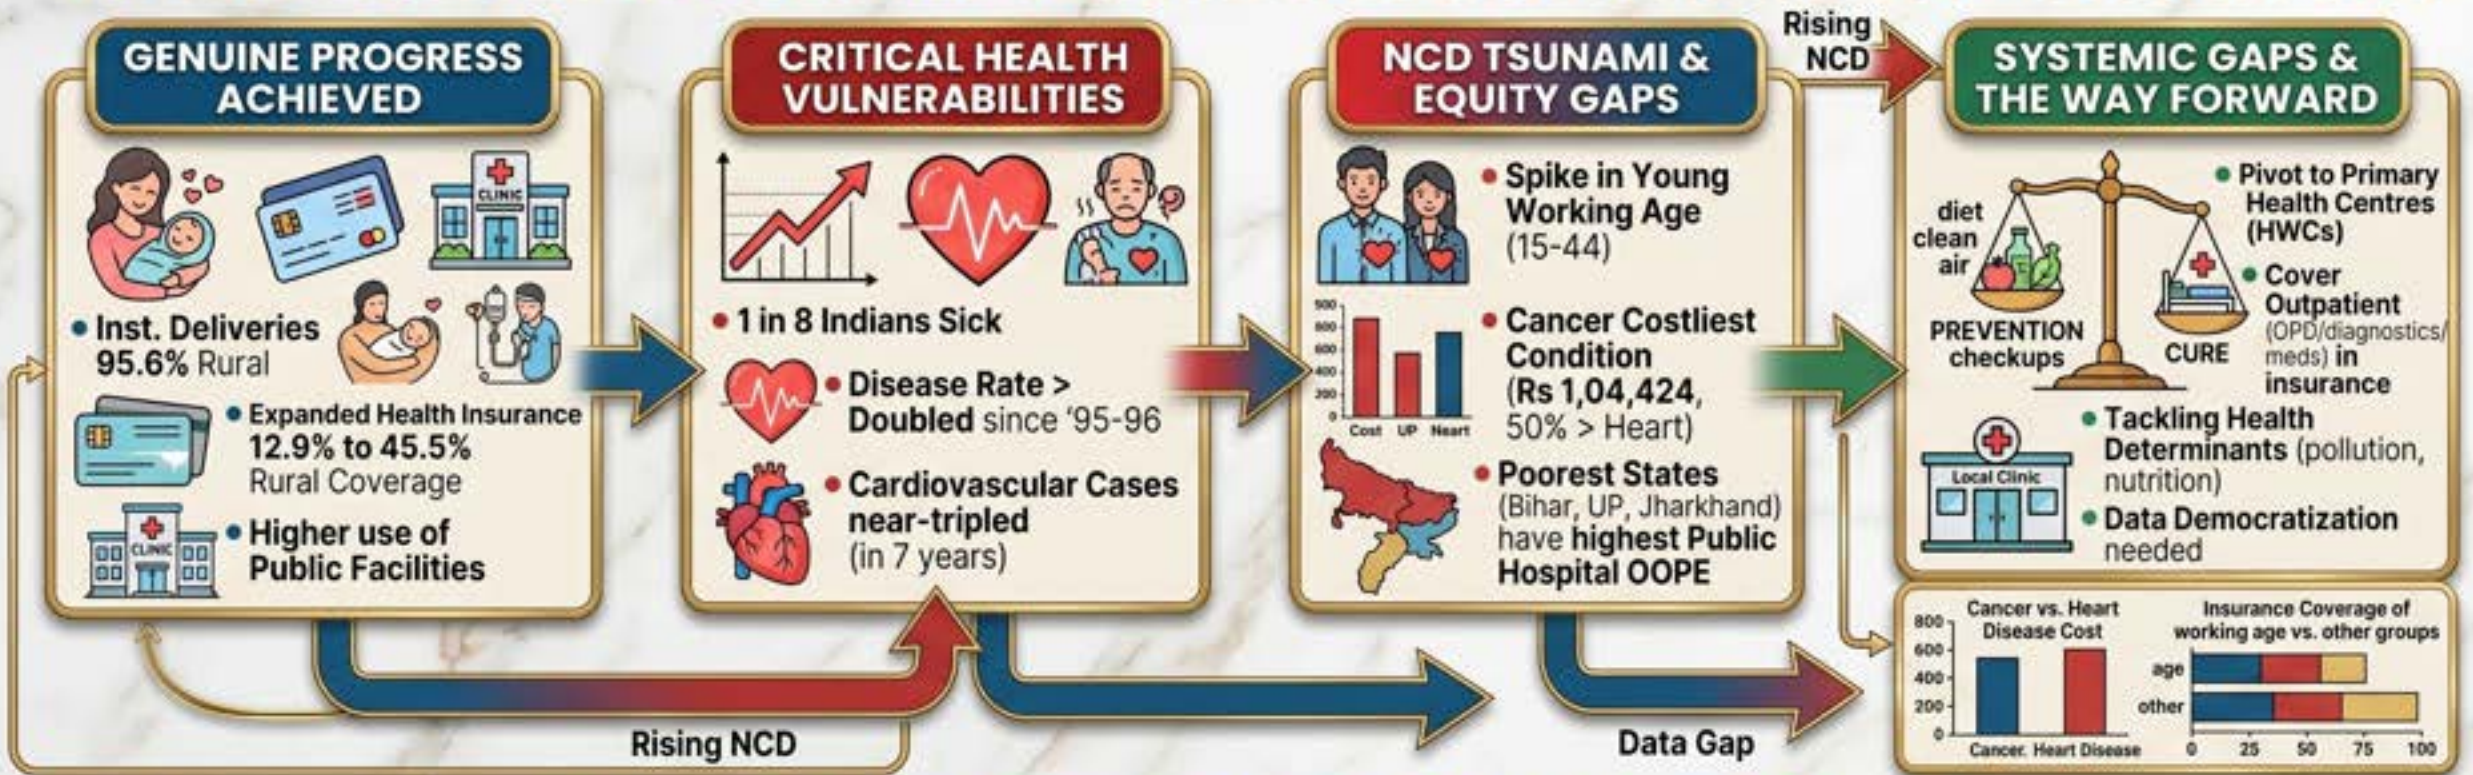 GENUINE PROGRESS
ACHIEVED
CLINIC
• Inst. Deliveries
95.6% Rural
• Expanded Health Insurance
12.9% to 45.5%
Rural Coverage
CLINIC
• Higher use of
Public Facilities
CRITICAL HEALTH
VULNERABILITIES
• 1 in 8 Indians Sick
• Disease Rate >
Doubled since ‘95-96
• Cardiovascular Cases
near-tripled
(in 7 years)
Rising NCD
NCD TSUNAMI &
EQUITY GAPS
• Spike in Young
Working Age
(15-44)
900
800
600
400
200
0
Cost UP Neart
• Cancer Costliest
Condition
(Rs 1,04,424,
50% > Heart)
• Poorest States
(Bihar, UP, Jharkhand)
have highest Public
Hospital OOPE
Data Gap
Rising
NCD
SYSTEMIC GAPS &
THE WAY FORWARD
diet
clean
air
PREVENTION
checkups
CURE
• Pivot to Primary
Health Centres
(HWCs)
• Cover
Outpatient
(OPD/diagnostics/
meds) in
insurance
Local Clinic
• Tackling Health
Determinants (pollution,
nutrition)
• Data Democratization
needed
Cancer vs. Heart
Disease Cost
800
600
400
200
0
Cancer. Heart Disease
Insurance Coverage of
working age vs. other groups
age
other
0 25 50 75 100